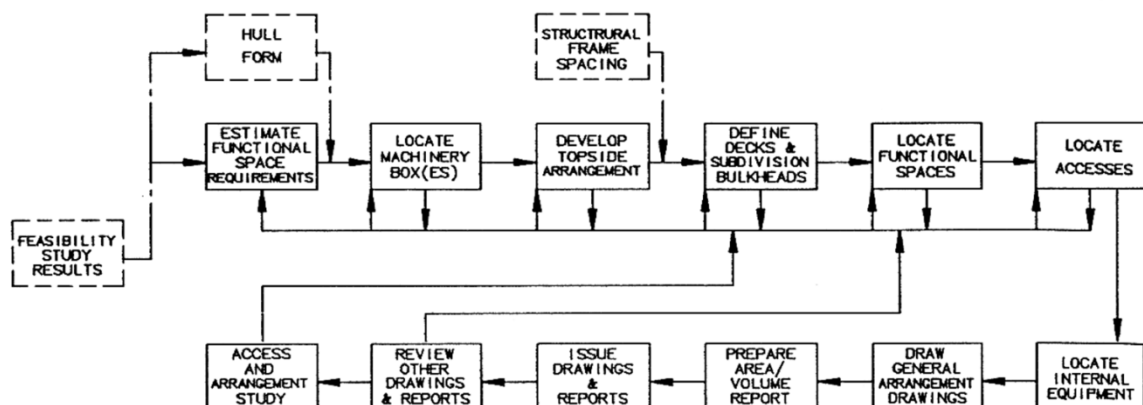 HULL
FORM
STRUCTRURAL
FRAME
SPACING
ESTIMATE
FUNCTIONAL
SPACE
REQUIREMENTS
LOCATE
MACHINERY
BOX(ES)
DEVELOP
TOPSIDE
ARRANGEMENT
DEFINE
DECKS &
SUBDIVISION
BULKHEADS
LOCATE
FUNCTIONAL
SPACES
LOCATE
ACCESSES
FEASIBILITY
STUDY
RESULTS
ACCESS
AND
ARRANGEMENT
STUDY
REVIEW
OTHER
DRAWINGS
& REPORTS
ISSUE
DRAWINGS
&
REPORTS
PREPARE
AREA/
VOLUME
REPORT
DRAW
GENERAL
ARRANGEMENT
DRAWINGS
LOCATE
INTERNAL
EQUIPMENT